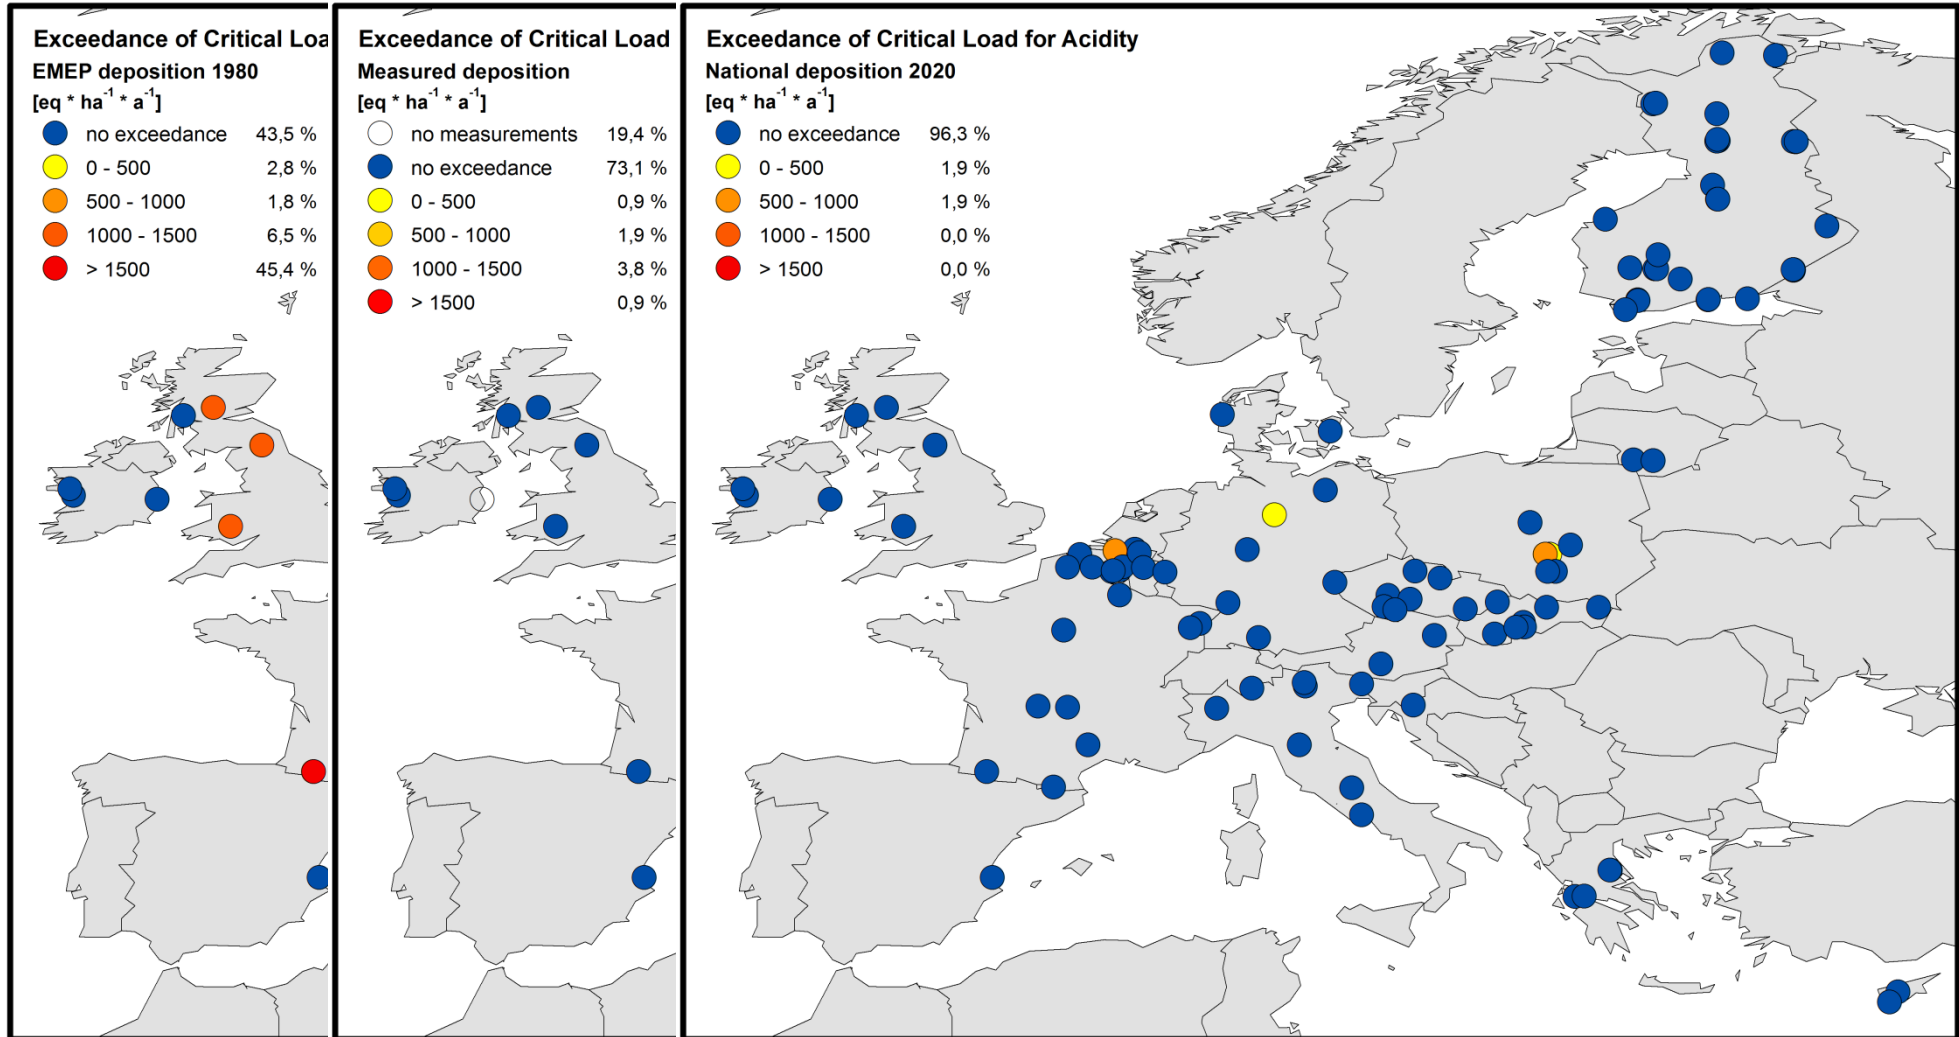 Exceedance of Critical Loa
EMEP deposition 1980
[eq * ha⁻¹ * a⁻¹]
no exceedance 43,5 %
0 - 500 2,8 %
500 - 1000 1,8 %
1000 - 1500 6,5 %
> 1500 45,4 %
Exceedance of Critical Load
Measured deposition
[eq * ha⁻¹ * a⁻¹]
no measurements 19,4 %
no exceedance 73,1 %
0 - 500 0,9 %
500 - 1000 1,9 %
1000 - 1500 3,8 %
> 1500 0,9 %
Exceedance of Critical Load for Acidity
National deposition 2020
[eq * ha⁻¹ * a⁻¹]
no exceedance 96,3 %
0 - 500 1,9 %
500 - 1000 1,9 %
1000 - 1500 0,0 %
> 1500 0,0 %